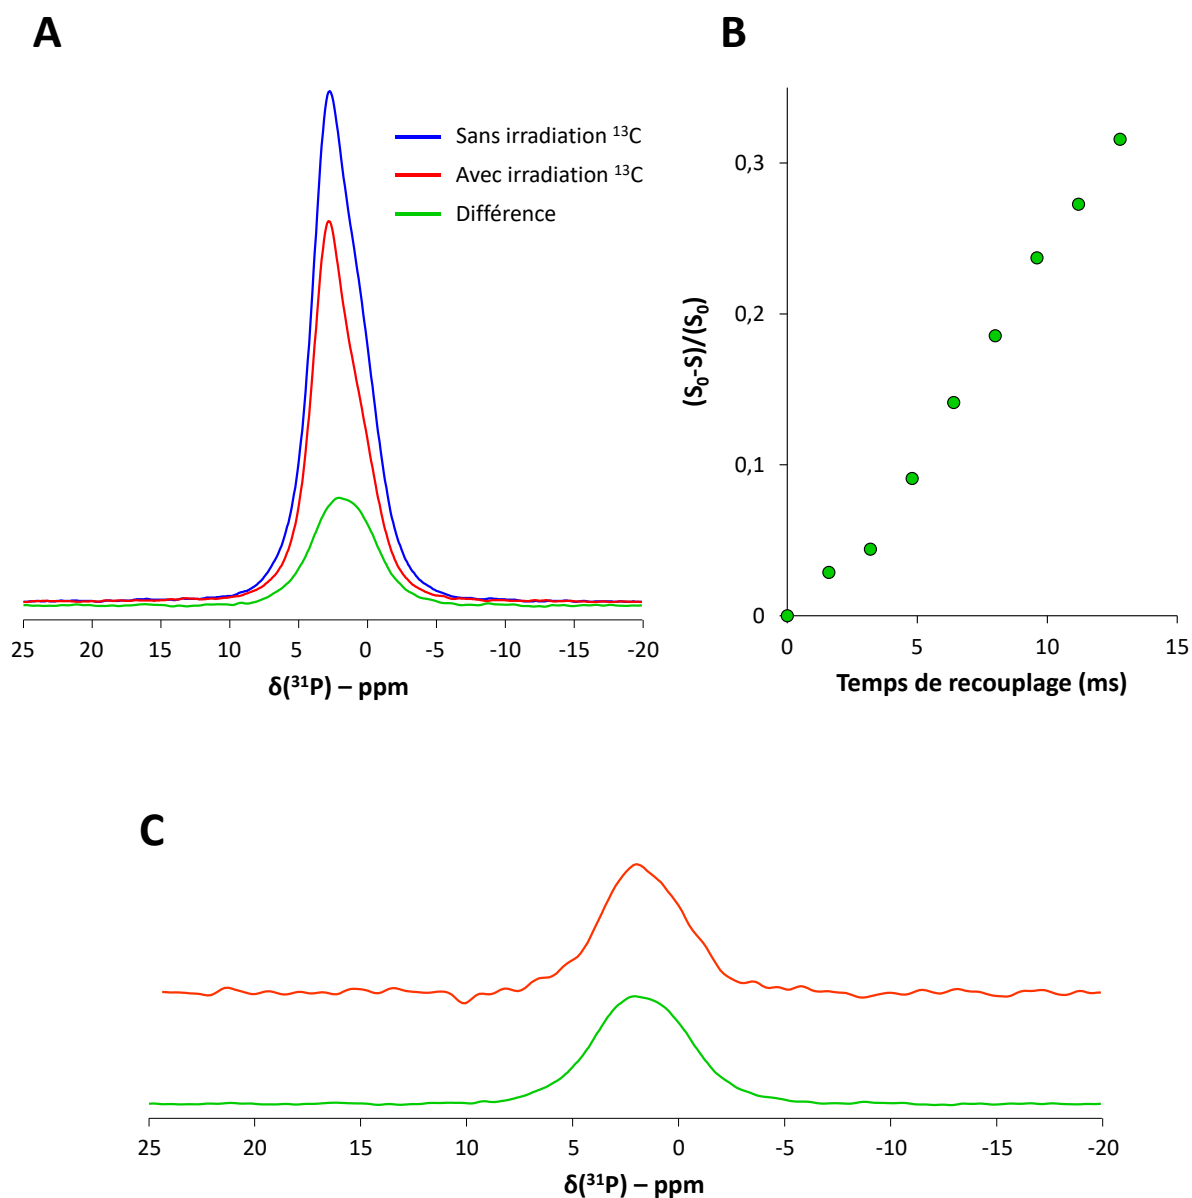 A
Sans irradiation ¹³C
Avec irradiation ¹³C
Différence
25 20 15 10 5 0 -5 -10 -15 -20
δ(³¹P) – ppm
B
(S₀-S)/(S₀)
0,3
0,2
0,1
0
0 5 10 15
Temps de recouplage (ms)
C
25 20 15 10 5 0 -5 -10 -15 -20
δ(³¹P) – ppm